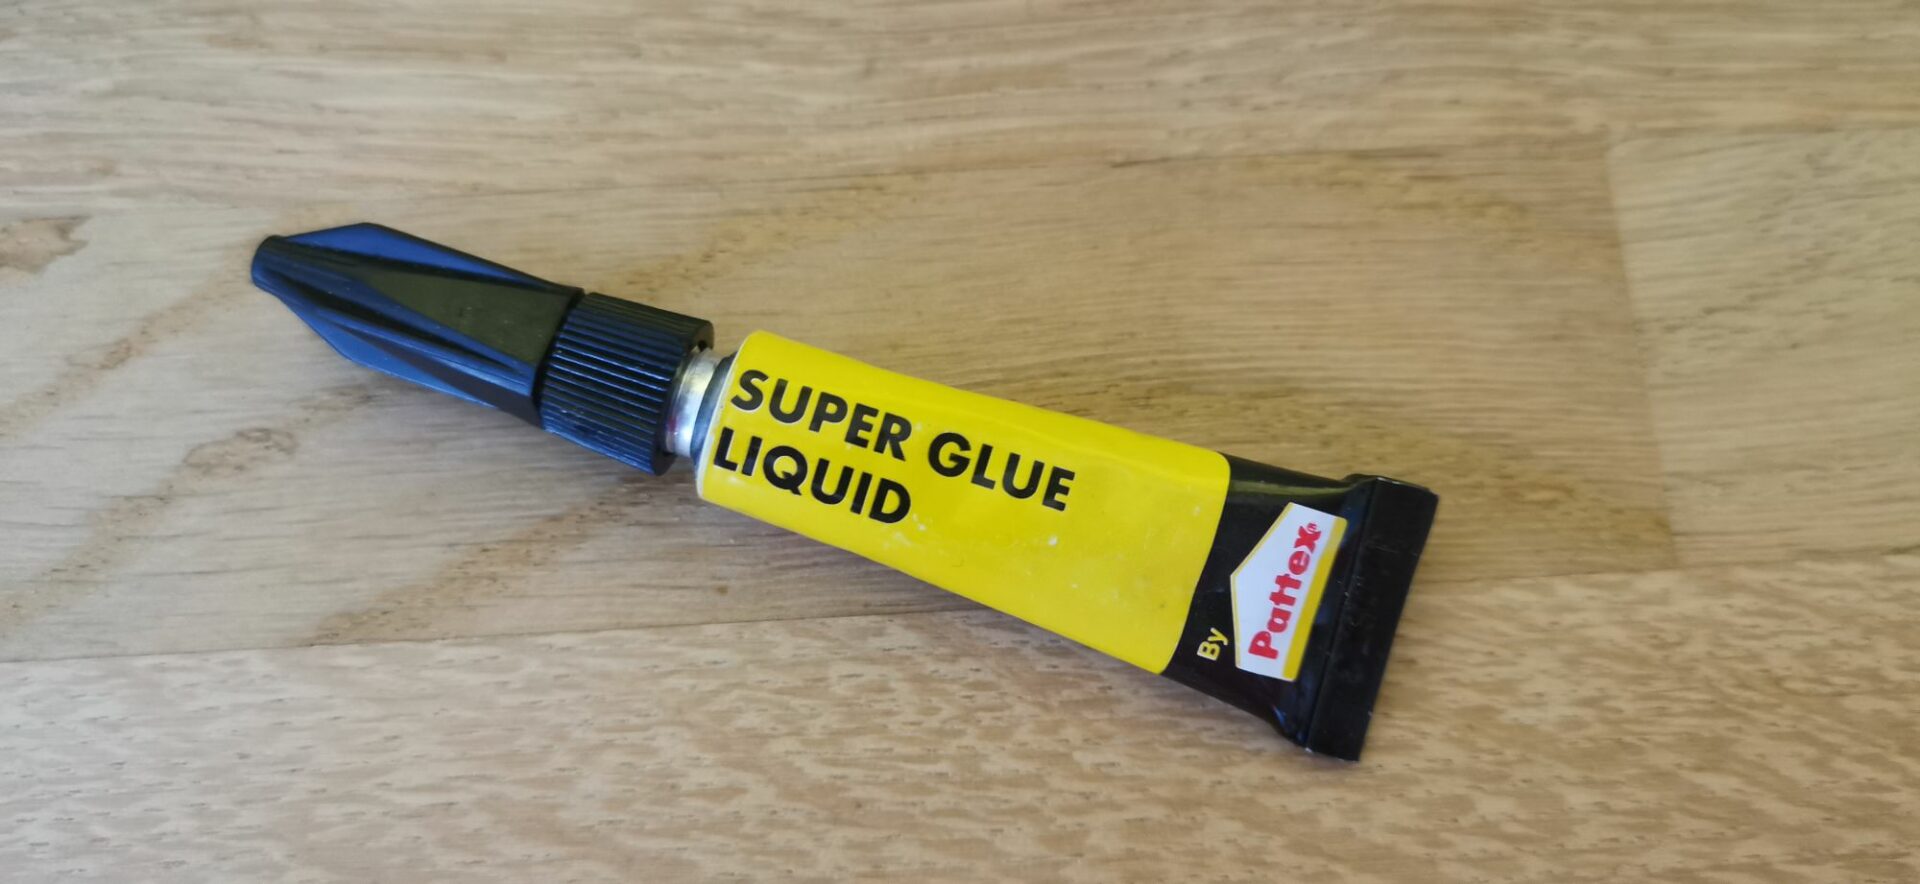 SUPER GLUE
LIQUID
By
Pattex®